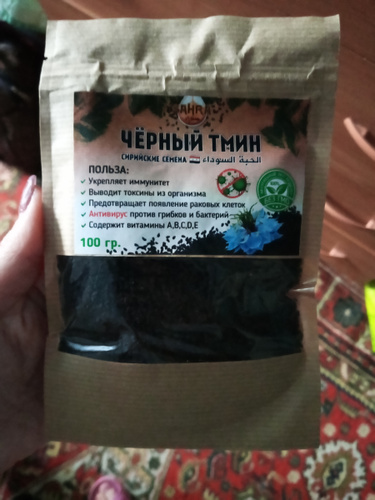 ЧЁРНЫЙ ТМИН
СИРИЙСКИЕ СЕМЕНА الحبة السوداء
ПОЛЬЗА:
Укрепляет иммунитет
Выводит токсины из организма
Предотвращает появление раковых клеток
Антивирус против грибков и бактерий
Содержит витамины A,B,C,D,E
100 гр.